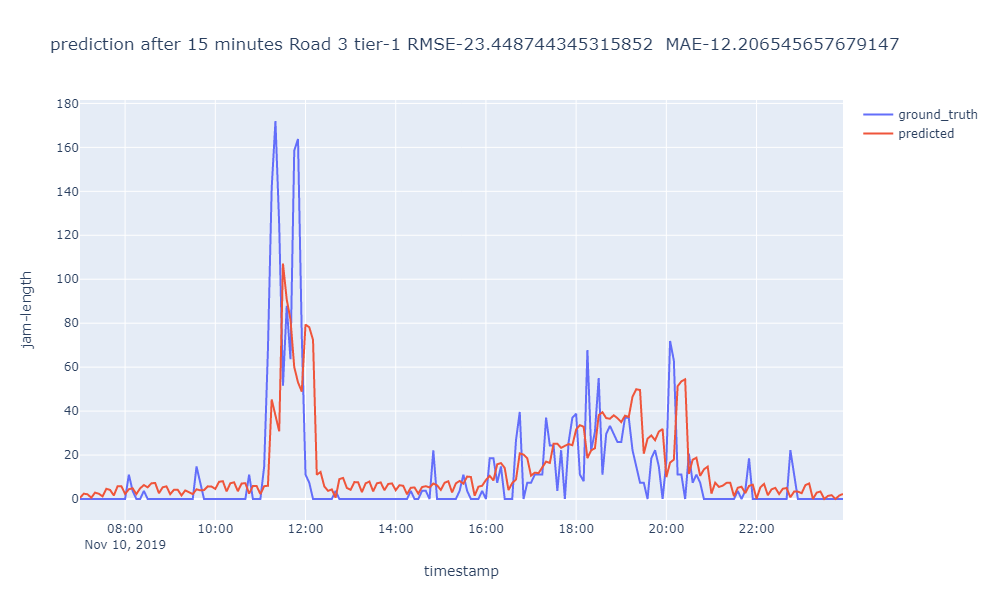 prediction after 15 minutes Road 3 tier-1 RMSE-23.448744345315852  MAE-12.206545657679147
ground_truth
predicted
180
160
140
120
100
80
60
40
20
0
jam-length
08:00 10:00 12:00 14:00 16:00 18:00 20:00 22:00
Nov 10, 2019
timestamp